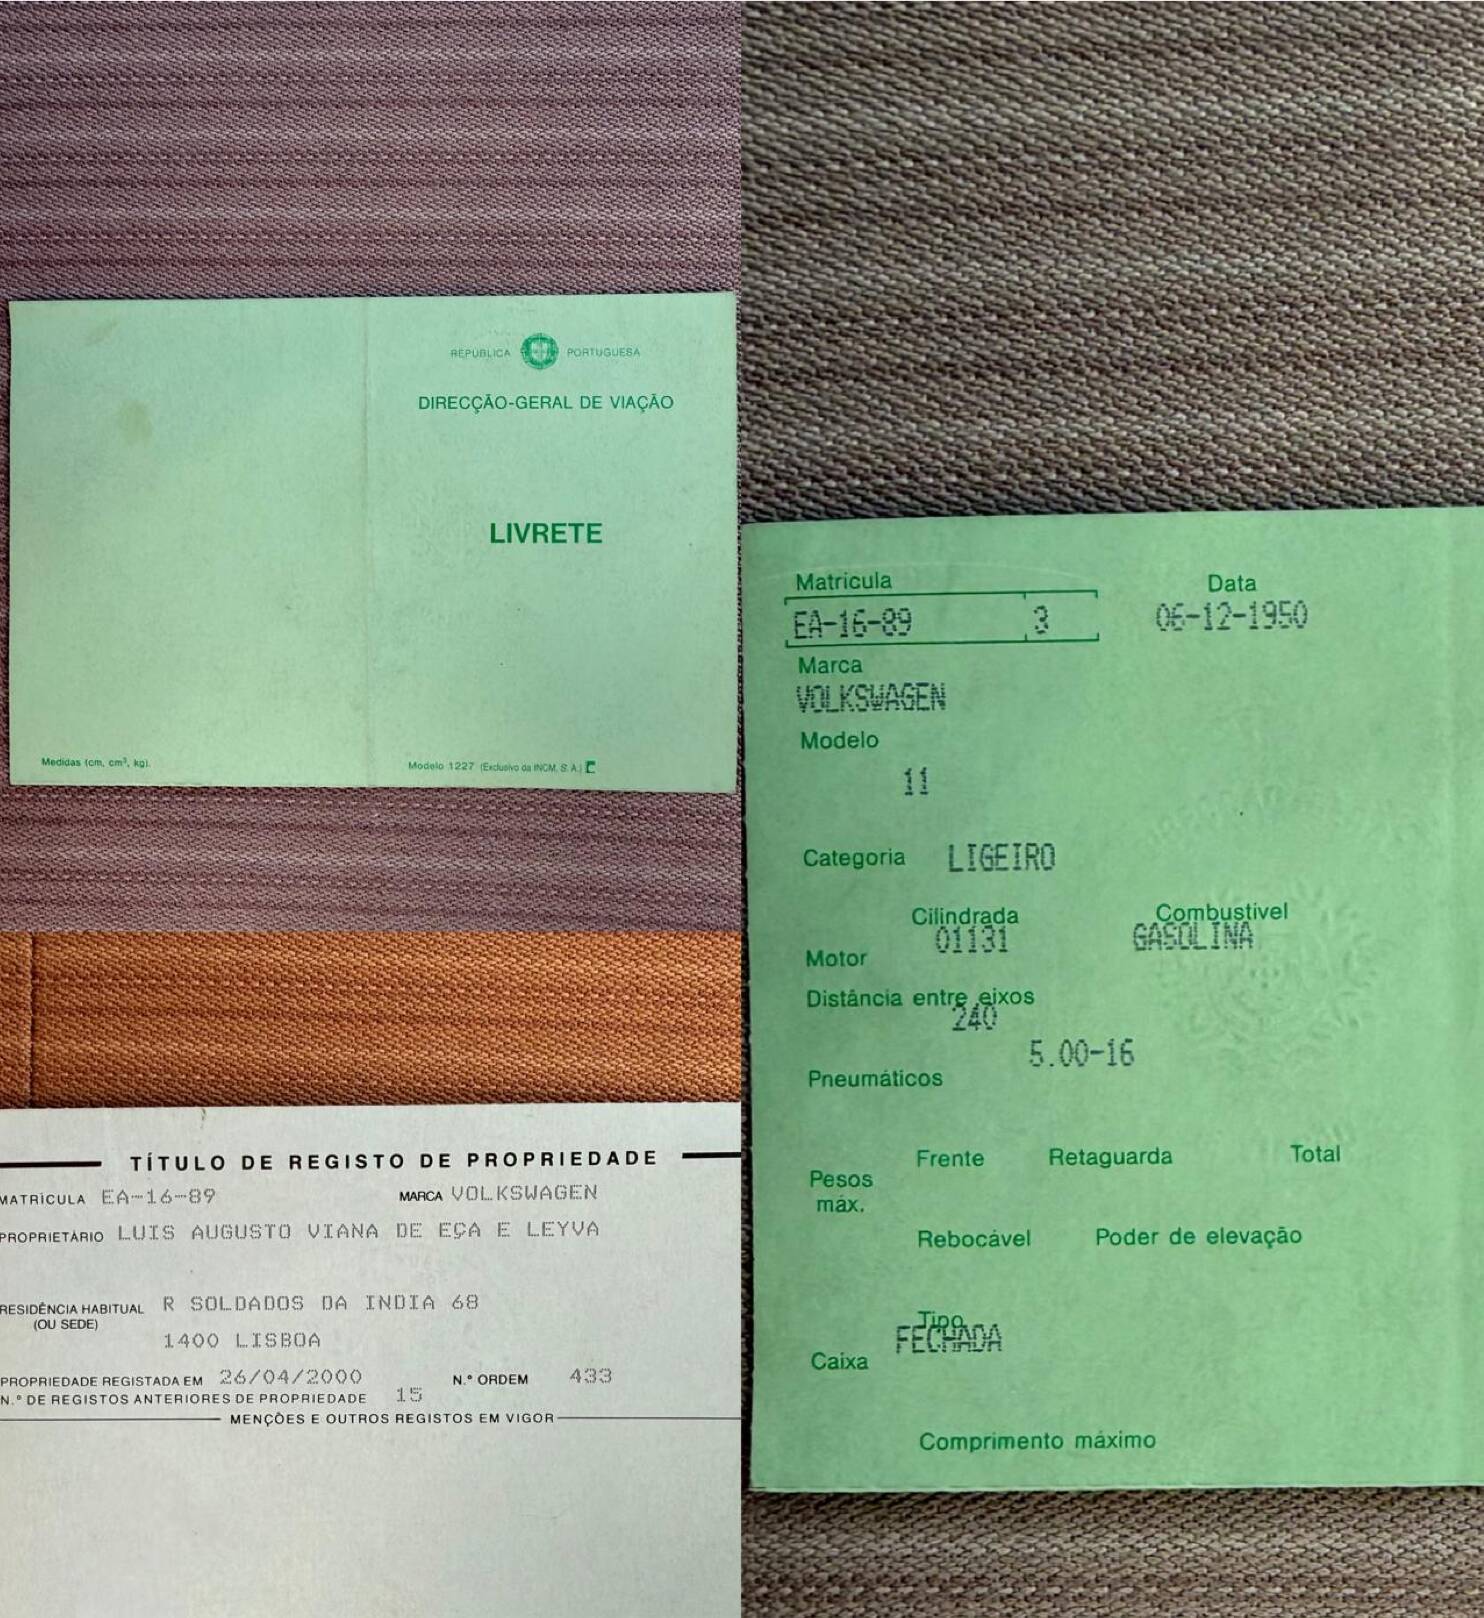 REPÚBLICA PORTUGUESA
DIRECÇÃO-GERAL DE VIAÇÃO
LIVRETE
Medidas (cm, cm³, kg).
Modelo 1227 (Exclusivo da INCM, S. A.)
TÍTULO DE REGISTO DE PROPRIEDADE
MATRÍCULA EA-16-89 MARCA VOLKSWAGEN
PROPRIETÁRIO LUIS AUGUSTO VIANA DE EÇA E LEYVA
RESIDÊNCIA HABITUAL R SOLDADOS DA INDIA 68
(OU SEDE)
1400 LISBOA
PROPRIEDADE REGISTADA EM 26/04/2000 N.º ORDEM 433
N.º DE REGISTOS ANTERIORES DE PROPRIEDADE 15
MENÇÕES E OUTROS REGISTOS EM VIGOR
Matrícula Data
EA-16-89 3 06-12-1950
Marca
VOLKSWAGEN
Modelo
11
Categoria LIGEIRO
Cilindrada Combustível
Motor 01131 GASOLINA
Distância entre eixos
240
5.00-16
Pneumáticos
Frente Retaguarda Total
Pesos
máx.
Rebocável Poder de elevação
Tipo
FECHADA
Caixa
Comprimento máximo